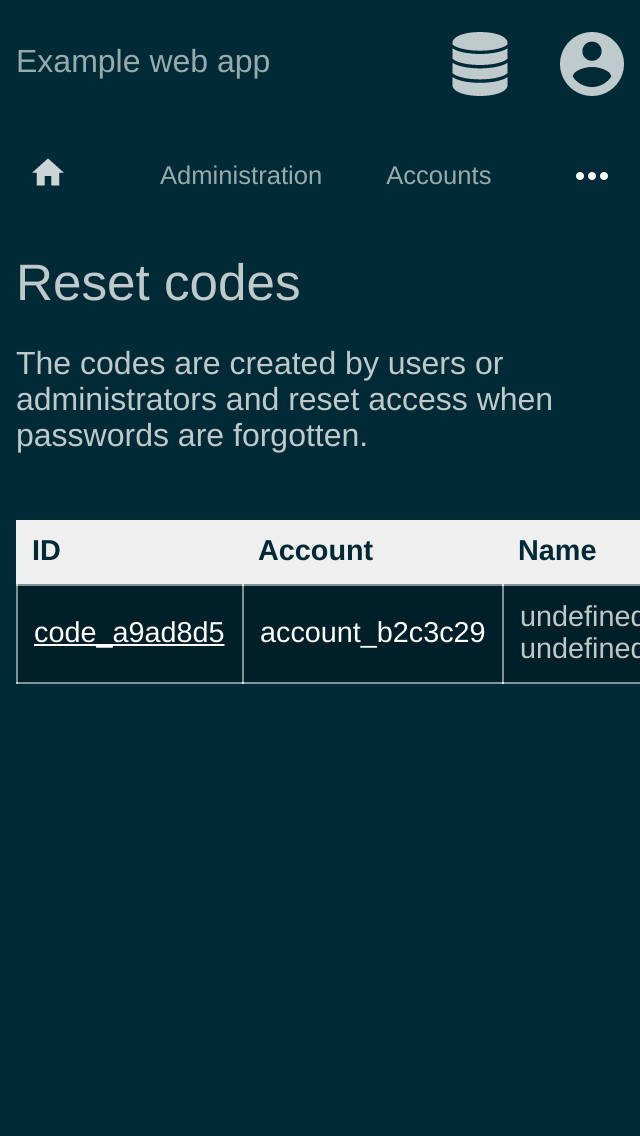 Example web app
Administration Accounts
Reset codes
The codes are created by users or
administrators and reset access when
passwords are forgotten.
ID Account Name
code_a9ad8d5 account_b2c3c29 undefined
undefined